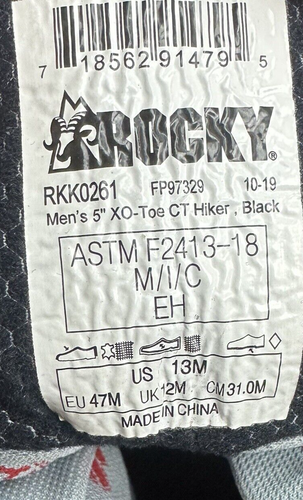 7 18562 91479 5
ROCKY®
RKK0261 FP97329 10-19
Men's 5" XO-Toe CT Hiker , Black
ASTM F2413-18
M/I/C
EH
US 13M
EU 47M UK 12M CM 31.0M
MADE IN CHINA